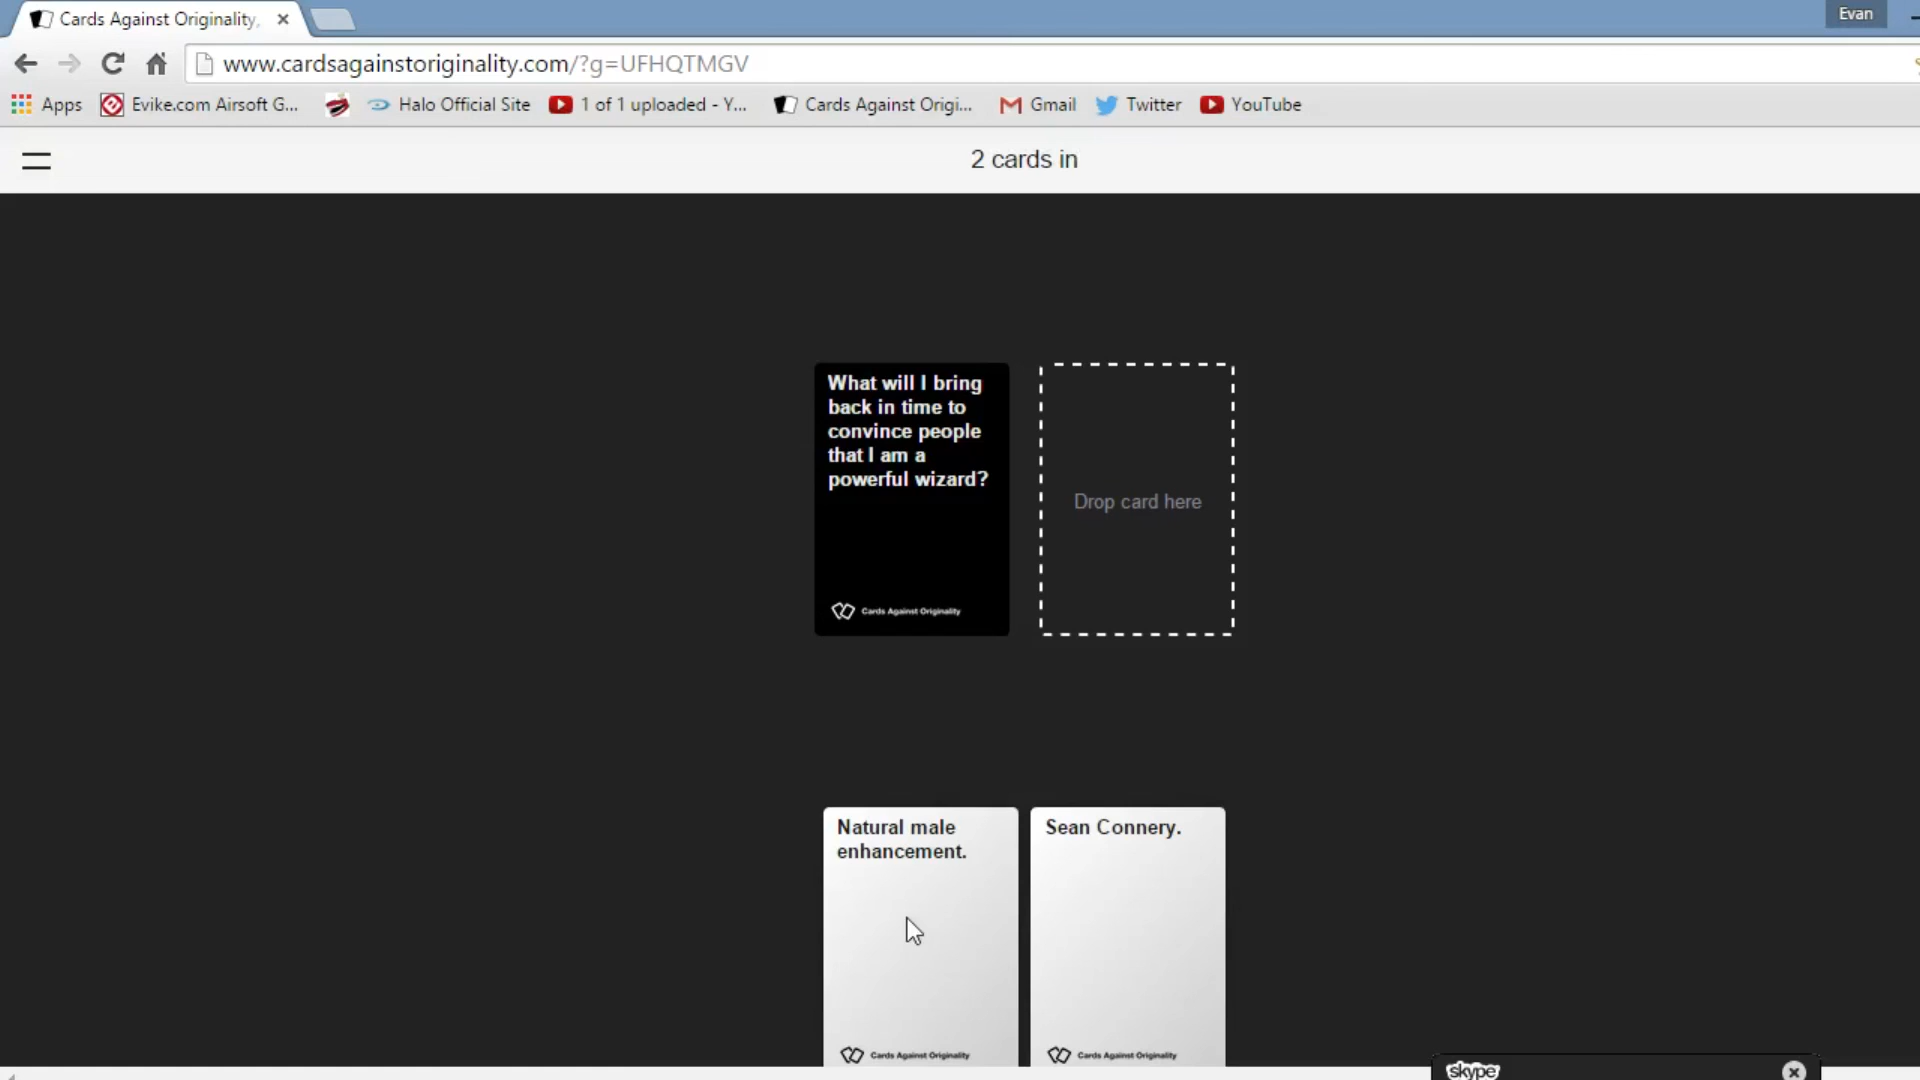 Cards Against Originality,
Evan
www.cardsagainstoriginality.com/?g=UFHQTMGV
Apps
Evike.com Airsoft G...
Halo Official Site
1 of 1 uploaded - Y...
Cards Against Origi...
Gmail
Twitter
YouTube
2 cards in
What will I bring
back in time to
convince people
that I am a
powerful wizard?
Cards Against Originality
Drop card here
Natural male
enhancement.
Cards Against Originality
Sean Connery.
Cards Against Originality
skype